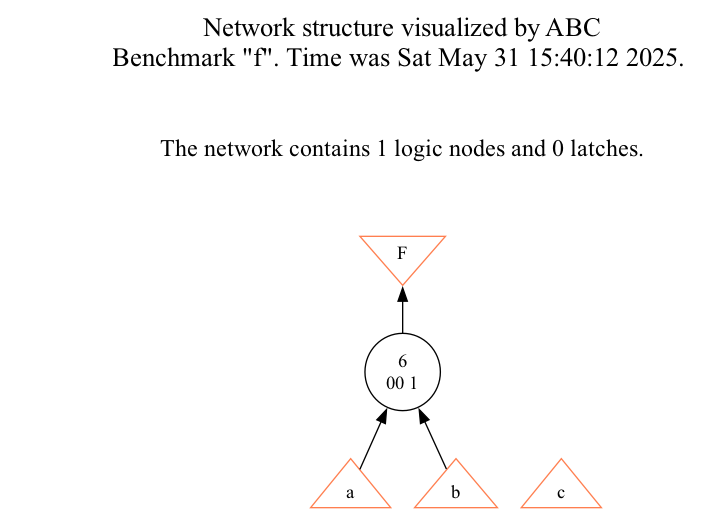 Network structure visualized by ABC
Benchmark "f". Time was Sat May 31 15:40:12 2025.
The network contains 1 logic nodes and 0 latches.
F
6
00 1
a
b
c